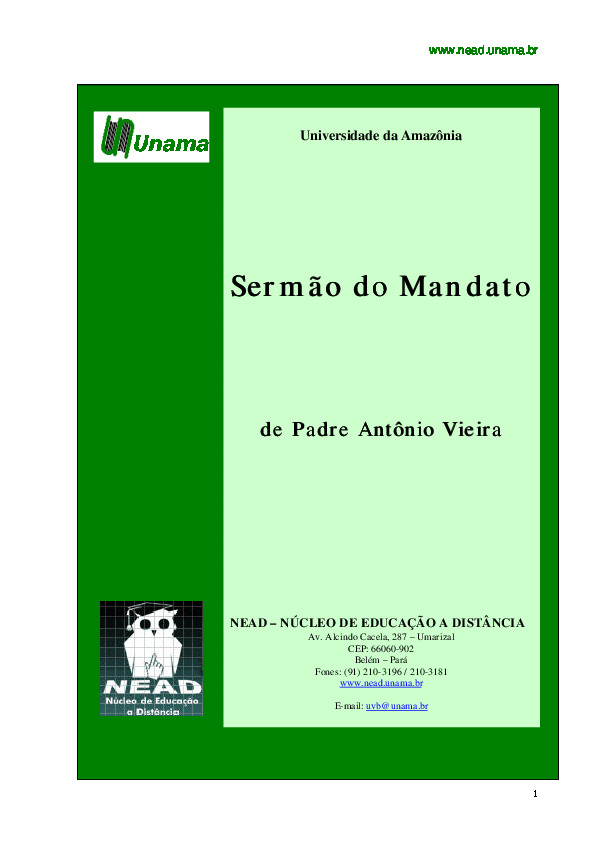 www.nead.unama.br
Unama
Universidade da Amazônia
Sermão do Mandato
de Padre Antônio Vieira
NEAD – NÚCLEO DE EDUCAÇÃO A DISTÂNCIA
Av. Alcindo Cacela, 287 – Umarizal
CEP: 66060-902
Belém – Pará
Fones: (91) 210-3196 / 210-3181
www.nead.unama.br
E-mail: uvb@unama.br
NEAD
Núcleo de Educação
a Distância
1